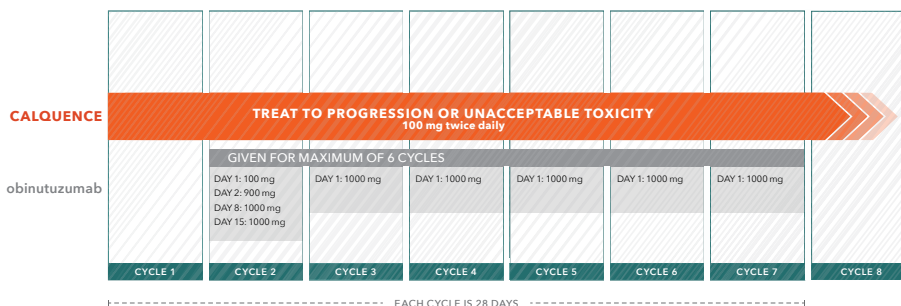 CALQUENCE
TREAT TO PROGRESSION OR UNACCEPTABLE TOXICITY
100 mg twice daily
obinutuzumab
GIVEN FOR MAXIMUM OF 6 CYCLES
DAY 1: 100 mg
DAY 2: 900 mg
DAY 8: 1000 mg
DAY 15: 1000 mg
DAY 1: 1000 mg
DAY 1: 1000 mg
DAY 1: 1000 mg
DAY 1: 1000 mg
DAY 1: 1000 mg
CYCLE 1
CYCLE 2
CYCLE 3
CYCLE 4
CYCLE 5
CYCLE 6
CYCLE 7
CYCLE 8
EACH CYCLE IS 28 DAYS